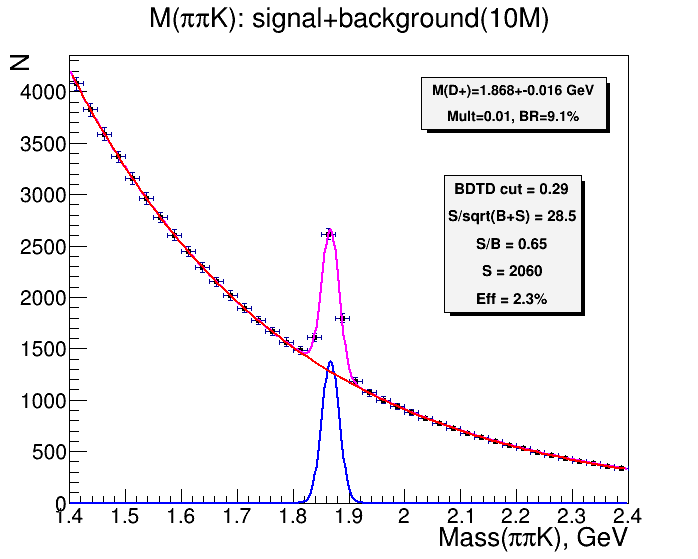 M(ππK): signal+background(10M)
N
4000
3500
3000
2500
2000
1500
1000
500
0
M(D+)=1.868+-0.016 GeV
Mult=0.01, BR=9.1%
BDTD cut = 0.29
S/sqrt(B+S) = 28.5
S/B = 0.65
S = 2060
Eff = 2.3%
1.4 1.5 1.6 1.7 1.8 1.9 2 2.1 2.2 2.3 2.4
Mass(ππK), GeV